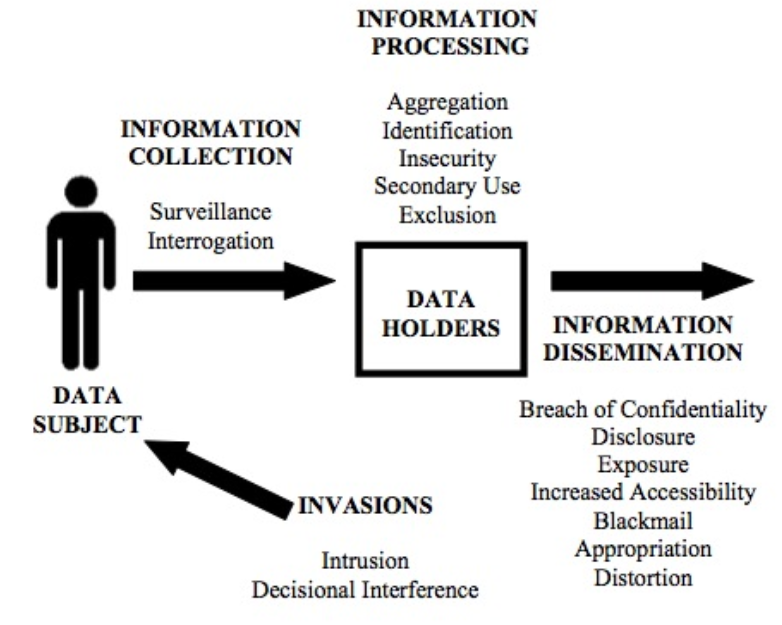 INFORMATION
PROCESSING
Aggregation
Identification
Insecurity
Secondary Use
Exclusion
INFORMATION
COLLECTION
Surveillance
Interrogation
DATA
HOLDERS
INFORMATION
DISSEMINATION
Breach of Confidentiality
Disclosure
Exposure
Increased Accessibility
Blackmail
Appropriation
Distortion
DATA
SUBJECT
INVASIONS
Intrusion
Decisional Interference